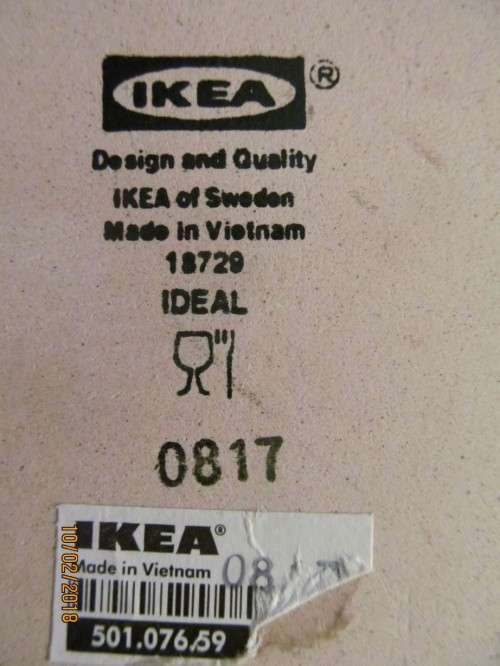 IKEA®
Design and Quality
IKEA of Sweden
Made in Vietnam
18729
IDEAL
0817
IKEA®
Made in Vietnam
501.076.59
10/02/2018